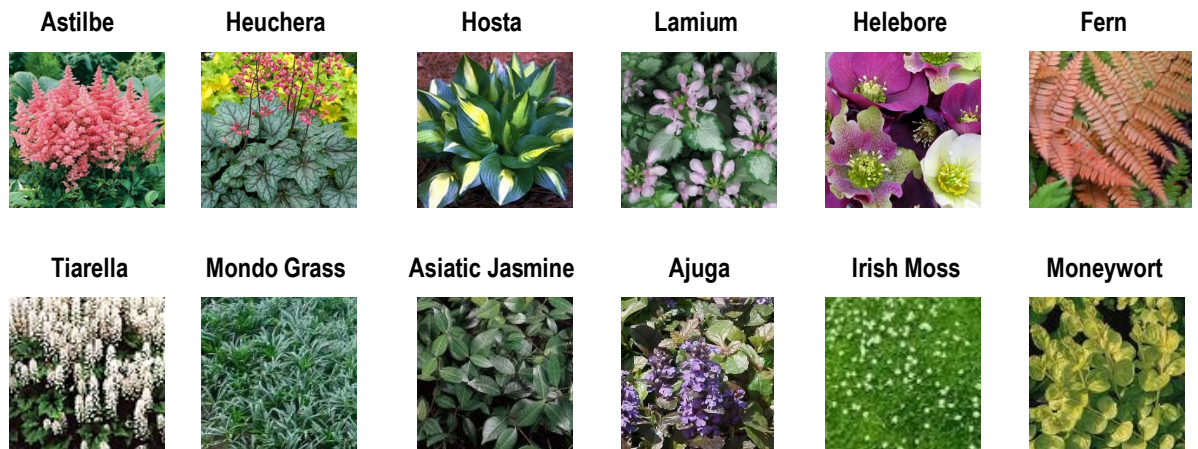 Astilbe
Heuchera
Hosta
Lamium
Helebore
Fern
Tiarella
Mondo Grass
Asiatic Jasmine
Ajuga
Irish Moss
Moneywort